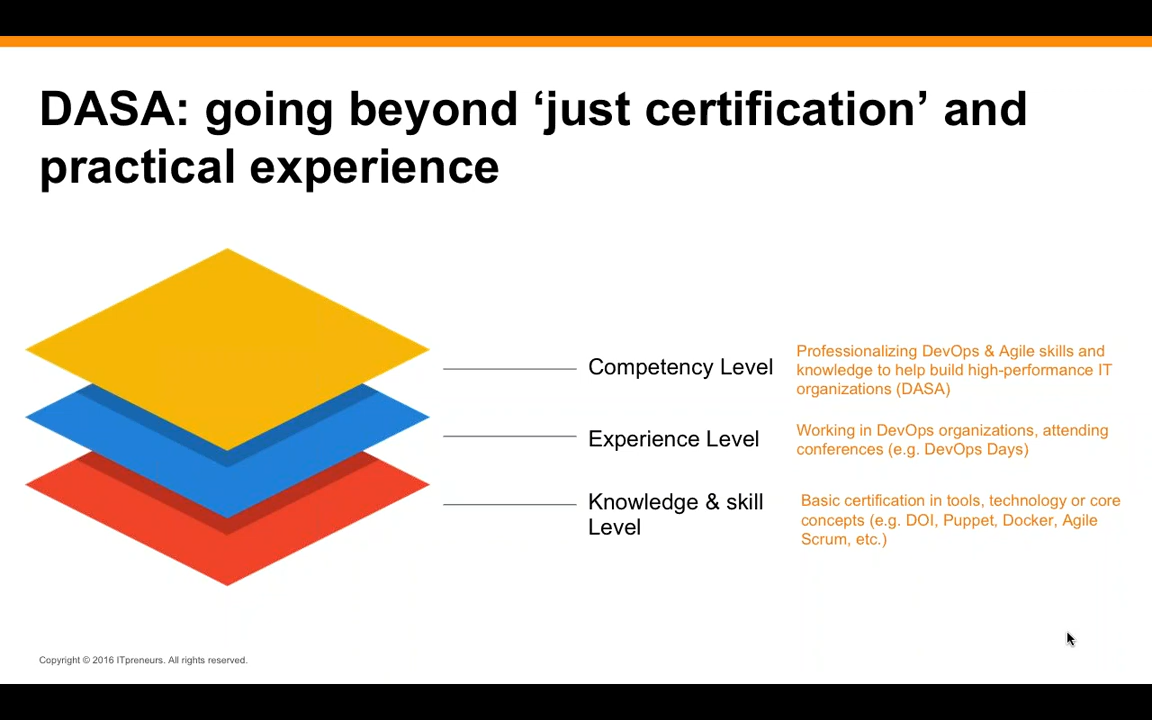 DASA: going beyond ‘just certification’ and
practical experience
Competency Level
Professionalizing DevOps & Agile skills and
knowledge to help build high-performance IT
organizations (DASA)
Experience Level
Working in DevOps organizations, attending
conferences (e.g. DevOps Days)
Knowledge & skill
Level
Basic certification in tools, technology or core
concepts (e.g. DOI, Puppet, Docker, Agile
Scrum, etc.)
Copyright © 2016 ITpreneurs. All rights reserved.